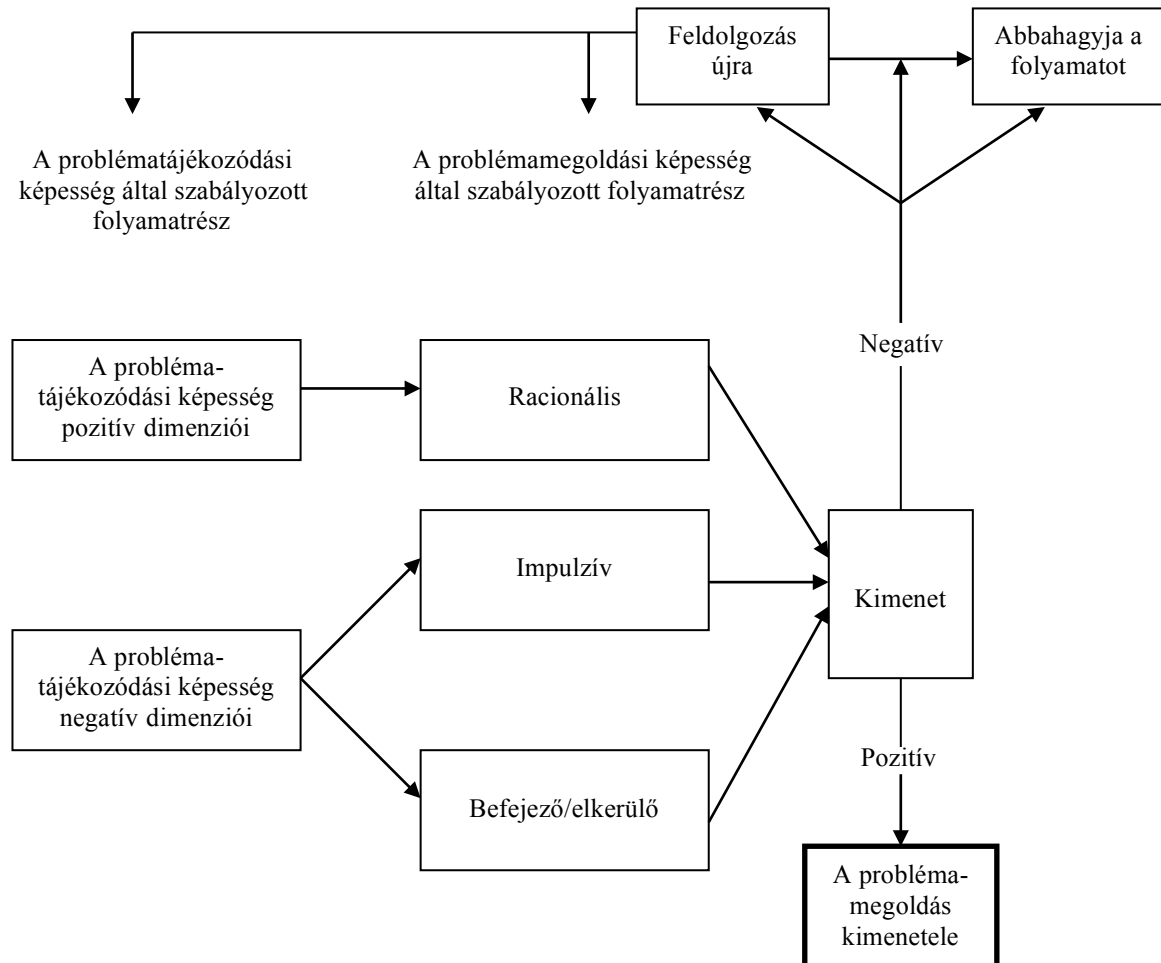 Feldolgozás
újra
Abbahagyja a
folyamatot
A problématájékozódási
képesség által szabályozott
folyamatrész
A problémamegoldási képesség
által szabályozott folyamatrész
Negatív
A probléma-
tájékozódási képesség
pozitív dimenziói
Racionális
Impulzív
Kimenet
A probléma-
tájékozódási képesség
negatív dimenziói
Befejező/elkerülő
Pozitív
A probléma-
megoldás
kimenetele